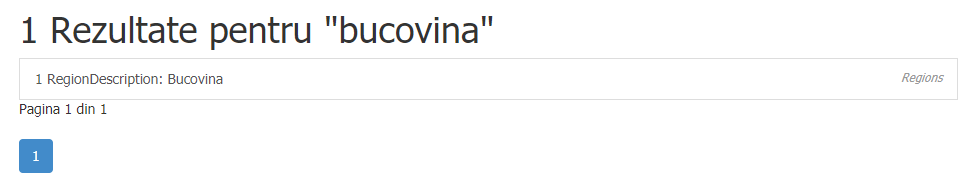 1 Rezultate pentru "bucovina"
1 RegionDescription: Bucovina
Regions
Pagina 1 din 1
1